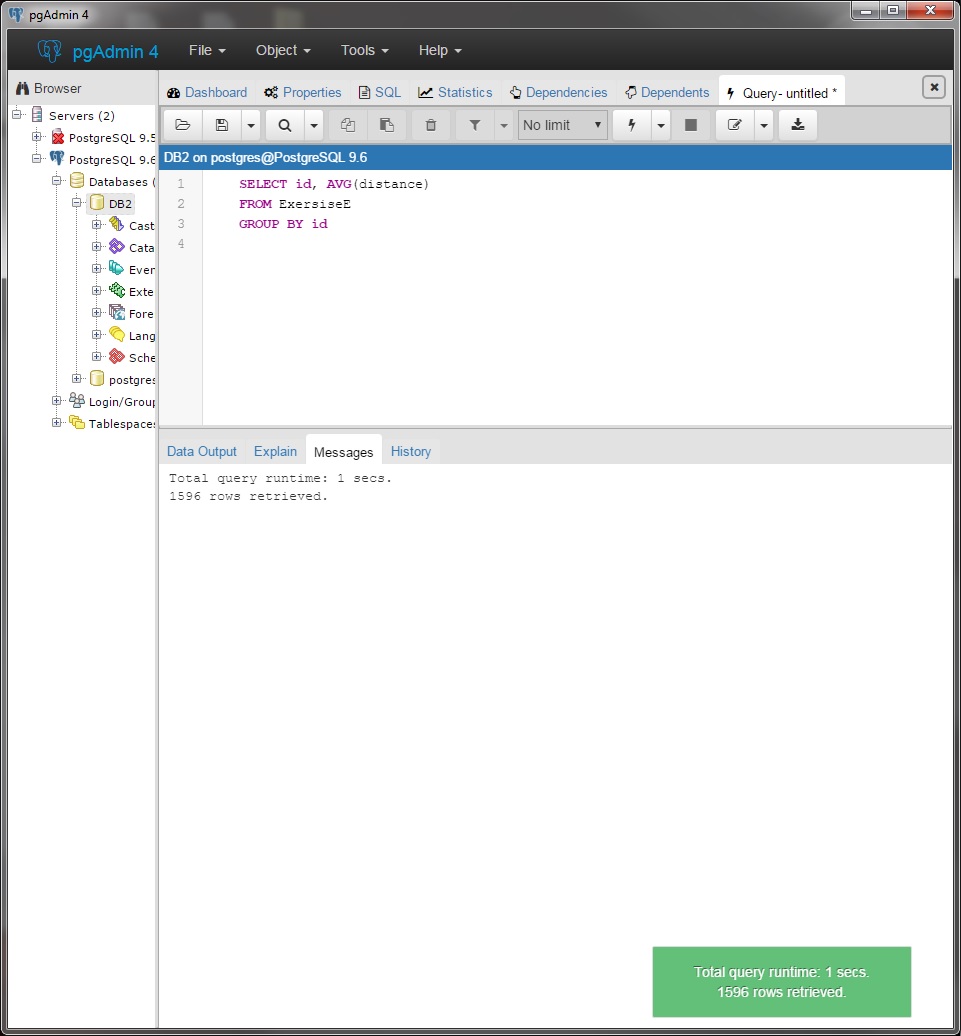 pgAdmin 4
pgAdmin 4 File Object Tools Help
Browser
Dashboard Properties SQL Statistics Dependencies Dependents Query- untitled *
Servers (2)
PostgreSQL 9.5
PostgreSQL 9.6
Databases (
DB2
Cast
Cata
Even
Exte
Fore
Lang
Sche
postgres
Login/Group
Tablespaces
No limit
DB2 on postgres@PostgreSQL 9.6
1 SELECT id, AVG(distance)
2 FROM ExersiseE
3 GROUP BY id
4
Data Output Explain Messages History
Total query runtime: 1 secs.
1596 rows retrieved.
Total query runtime: 1 secs.
1596 rows retrieved.